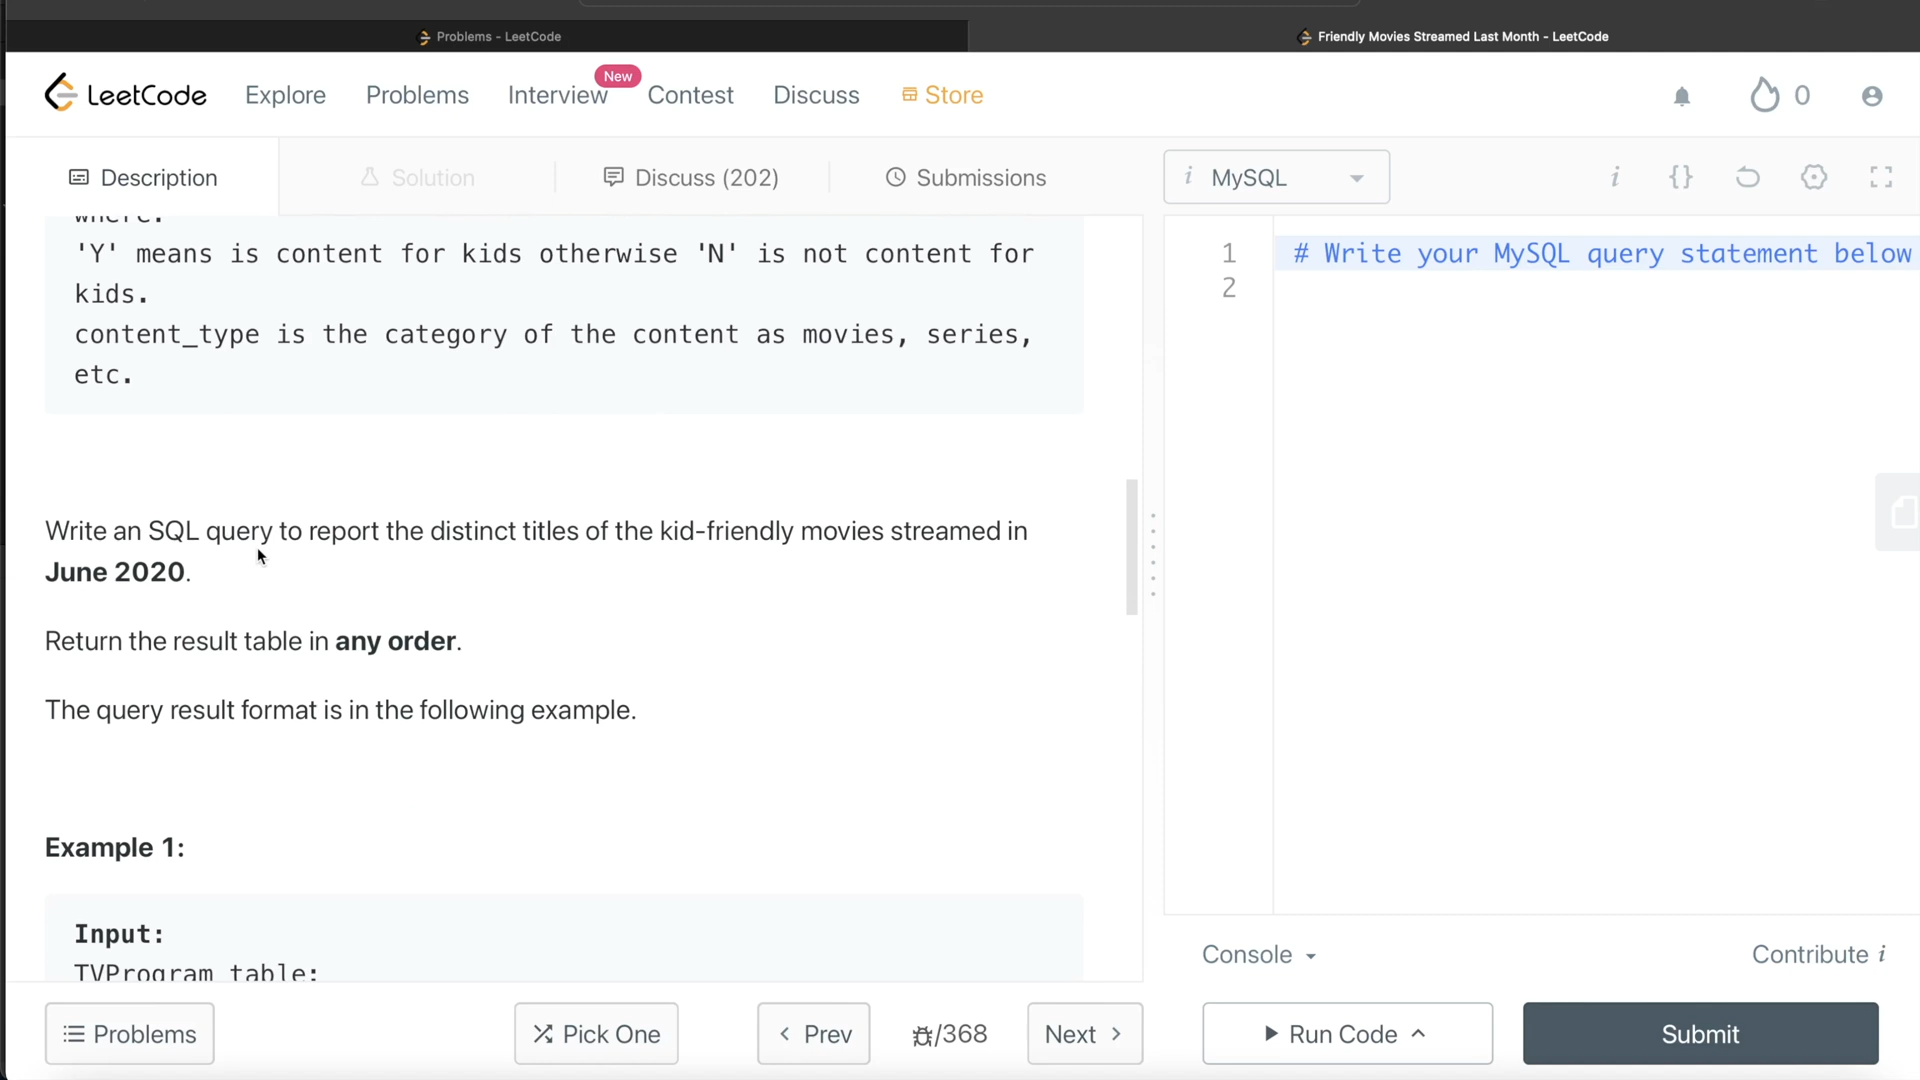 Problems - LeetCode
Friendly Movies Streamed Last Month - LeetCode
LeetCode
Explore
Problems
Interview
New
Contest
Discuss
Store
0
Description
Solution
Discuss (202)
Submissions
i MySQL
i
{}
where:
'Y' means is content for kids otherwise 'N' is not content for
kids.
content_type is the category of the content as movies, series,
etc.
Write an SQL query to report the distinct titles of the kid-friendly movies streamed in
June 2020.
Return the result table in any order.
The query result format is in the following example.
Example 1:
Input:
TVProgram table:
1 # Write your MySQL query statement below
2
Console
Contribute i
Problems
Pick One
Prev
/368
Next
Run Code
Submit